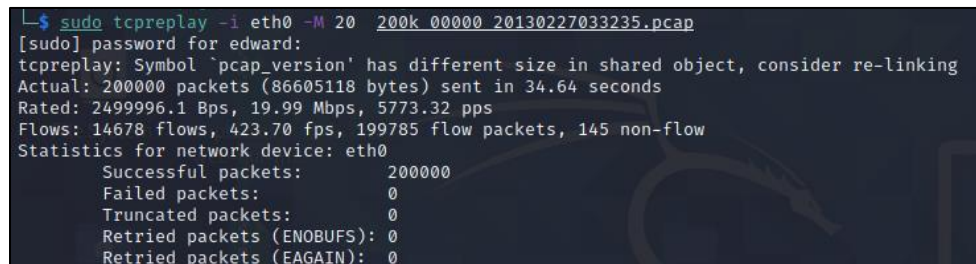 └─$ sudo tcpreplay -i eth0 -M 20 200k_00000_20130227033235.pcap
[sudo] password for edward:
tcpreplay: Symbol `pcap_version' has different size in shared object, consider re-linking
Actual: 200000 packets (86605118 bytes) sent in 34.64 seconds
Rated: 2499996.1 Bps, 19.99 Mbps, 5773.32 pps
Flows: 14678 flows, 423.70 fps, 199785 flow packets, 145 non-flow
Statistics for network device: eth0
Successful packets: 200000
Failed packets: 0
Truncated packets: 0
Retried packets (ENOBUFS): 0
Retried packets (EAGAIN): 0